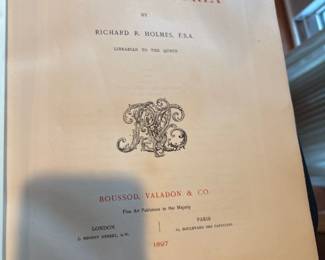 BY
RICHARD R. HOLMES, F.S.A.
LIBRARIAN TO THE QUEEN
BOUSSOD, VALADON & CO.
Fine Art Publishers to Her Majesty
LONDON
PARIS
1897